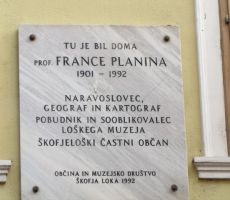 TU JE BIL DOMA
PROF. FRANCE PLANINA
1901 – 1992
NARAVOSLOVEC,
GEOGRAF IN KARTOGRAF
POBUDNIK IN SOOBLIKOVALEC
LOŠKEGA MUZEJA
ŠKOFJELOŠKI ČASTNI OBČAN
OBČINA IN MUZEJSKO DRUŠTVO
ŠKOFJA LOKA 1992